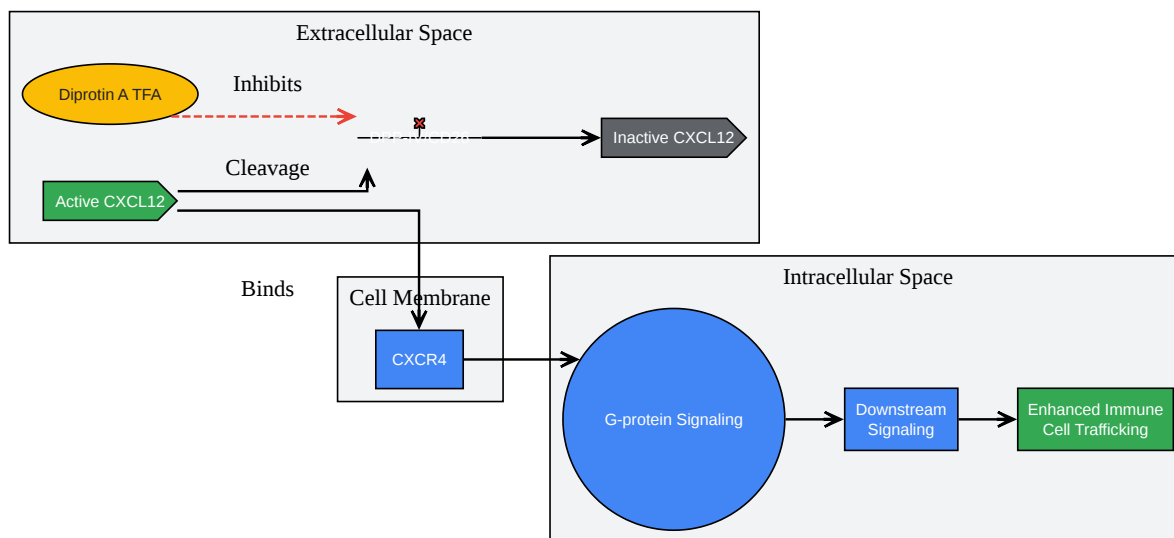 Extracellular Space
Inhibits
Diprotin A TFA
Inactive CXCL12
Cleavage
Active CXCL12
Binds
Cell Membrane
CXCR4
Intracellular Space
G-protein Signaling
Downstream
Signaling
Enhanced Immune
Cell Trafficking